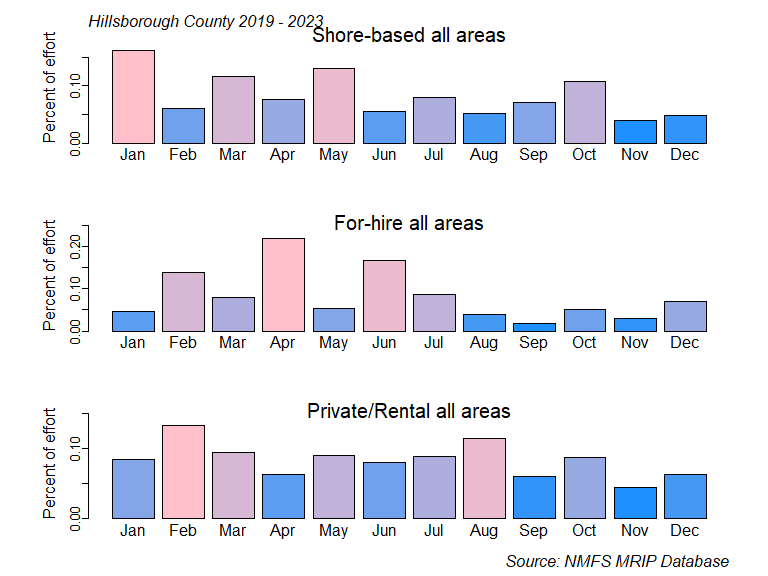 Hillsborough County 2019 - 2023
Shore-based all areas
Percent of effort
0.00 0.10
Jan Feb Mar Apr May Jun Jul Aug Sep Oct Nov Dec
For-hire all areas
Percent of effort
0.00 0.10 0.20
Jan Feb Mar Apr May Jun Jul Aug Sep Oct Nov Dec
Private/Rental all areas
Percent of effort
0.00 0.10
Jan Feb Mar Apr May Jun Jul Aug Sep Oct Nov Dec
Source: NMFS MRIP Database